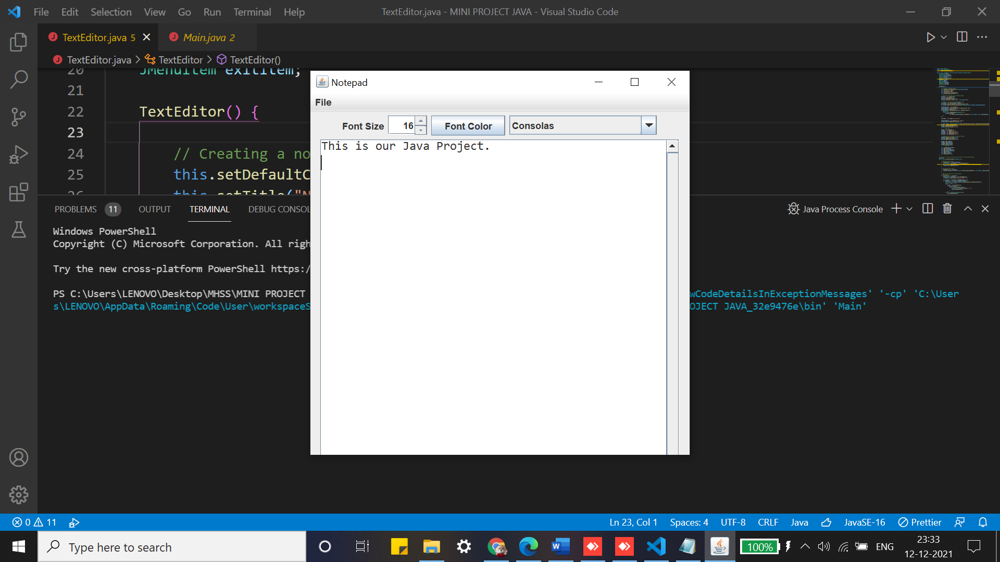 File Edit Selection View Go Run Terminal Help
TextEditor.java - MINI PROJECT JAVA - Visual Studio Code
TextEditor.java 5
Main.java 2
TextEditor.java > TextEditor > TextEditor()
20 JMenuItem exitItem;
21
22 TextEditor() {
23
24 // Creating a no
25 this.setDefaultC
26 this.setTitle("N
Notepad
File
Font Size 16 Font Color Consolas
This is our Java Project.
PROBLEMS 11 OUTPUT TERMINAL DEBUG CONSOL
Java Process Console
Windows PowerShell
Copyright (C) Microsoft Corporation. All righ
Try the new cross-platform PowerShell https:/
PS C:\Users\LENOVO\Desktop\MHSS\MINI PROJECT wCodeDetailsInExceptionMessages' '-cp' 'C:\User
s\LENOVO\AppData\Roaming\Code\User\workspaceS OJECT JAVA_32e9476e\bin' 'Main'
0 11
Ln 23, Col 1 Spaces: 4 UTF-8 CRLF Java JavaSE-16 Prettier
Type here to search
100%
ENG
23:33
12-12-2021